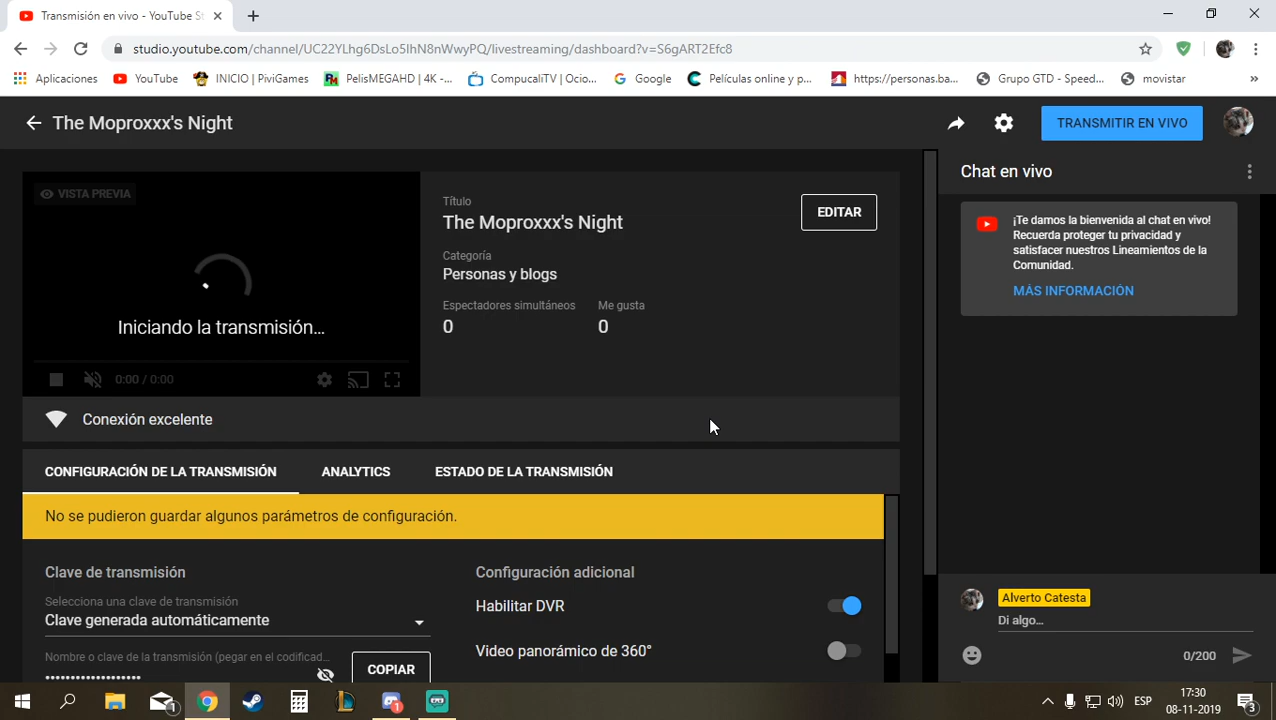 Transmisión en vivo - YouTube St
studio.youtube.com/channel/UC22YLhg6DsLo5IhN8nWwyPQ/livestreaming/dashboard?v=S6gART2Efc8
Aplicaciones YouTube INICIO | PiviGames PelisMEGAHD | 4K -... CompucaliTV | Ocio... Google Películas online y p... https://personas.ba... Grupo GTD - Speed... movistar »
The Moproxxx's Night
TRANSMITIR EN VIVO
VISTA PREVIA
Iniciando la transmisión...
0:00 / 0:00
Título
The Moproxxx's Night
EDITAR
Categoría
Personas y blogs
Espectadores simultáneos Me gusta
0 0
Conexión excelente
CONFIGURACIÓN DE LA TRANSMISIÓN ANALYTICS ESTADO DE LA TRANSMISIÓN
No se pudieron guardar algunos parámetros de configuración.
Clave de transmisión
Selecciona una clave de transmisión
Clave generada automáticamente
Nombre o clave de la transmisión (pegar en el codificad...
COPIAR
Configuración adicional
Habilitar DVR
Video panorámico de 360°
Chat en vivo
¡Te damos la bienvenida al chat en vivo!
Recuerda proteger tu privacidad y
satisfacer nuestros Lineamientos de la
Comunidad.
MÁS INFORMACIÓN
Alverto Catesta
Di algo...
0/200
1
1
ESP
17:30
08-11-2019
3